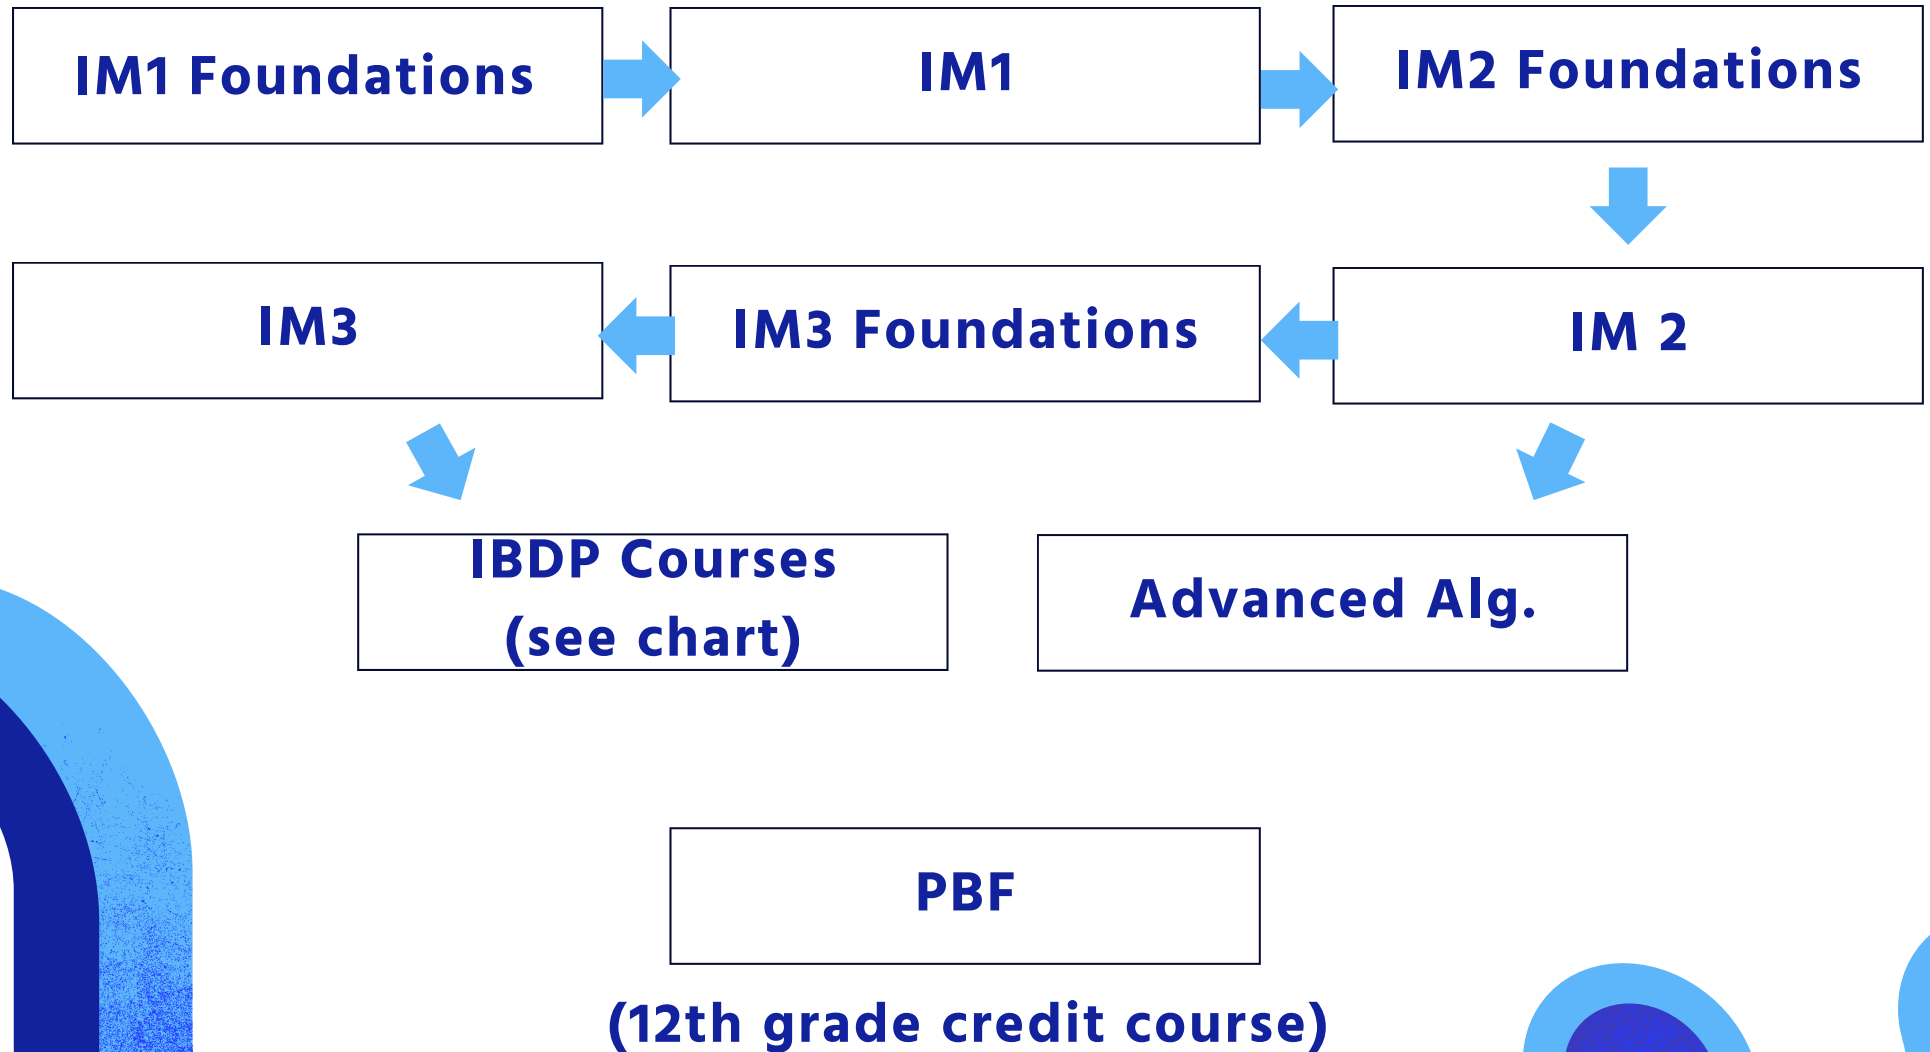 IM1 Foundations
IM1
IM2 Foundations
IM3
IM3 Foundations
IM 2
IBDP Courses
(see chart)
Advanced Alg.
PBF
(12th grade credit course)